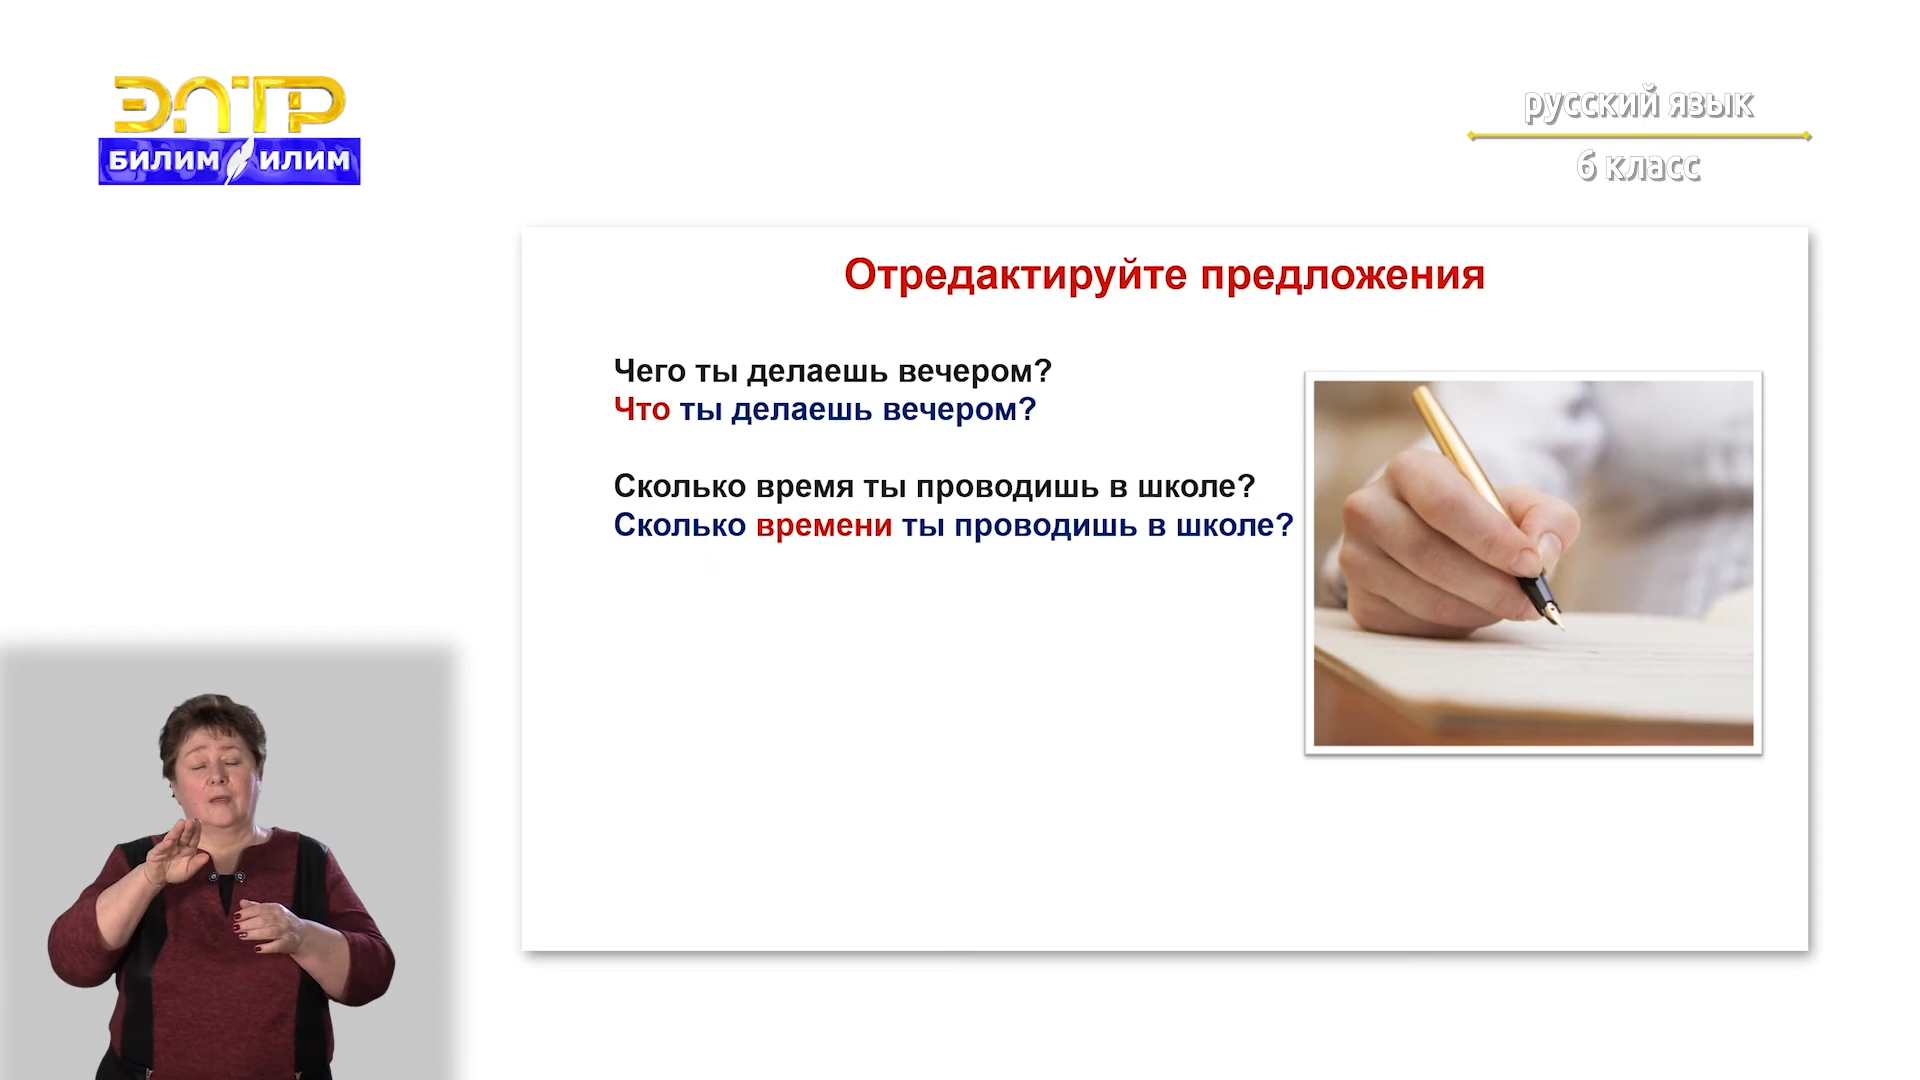 ЭЛТР
БИЛИМ ИЛИМ
русский язык
6 класс
Отредактируйте предложения
Чего ты делаешь вечером?
Что ты делаешь вечером?
Сколько время ты проводишь в школе?
Сколько времени ты проводишь в школе?